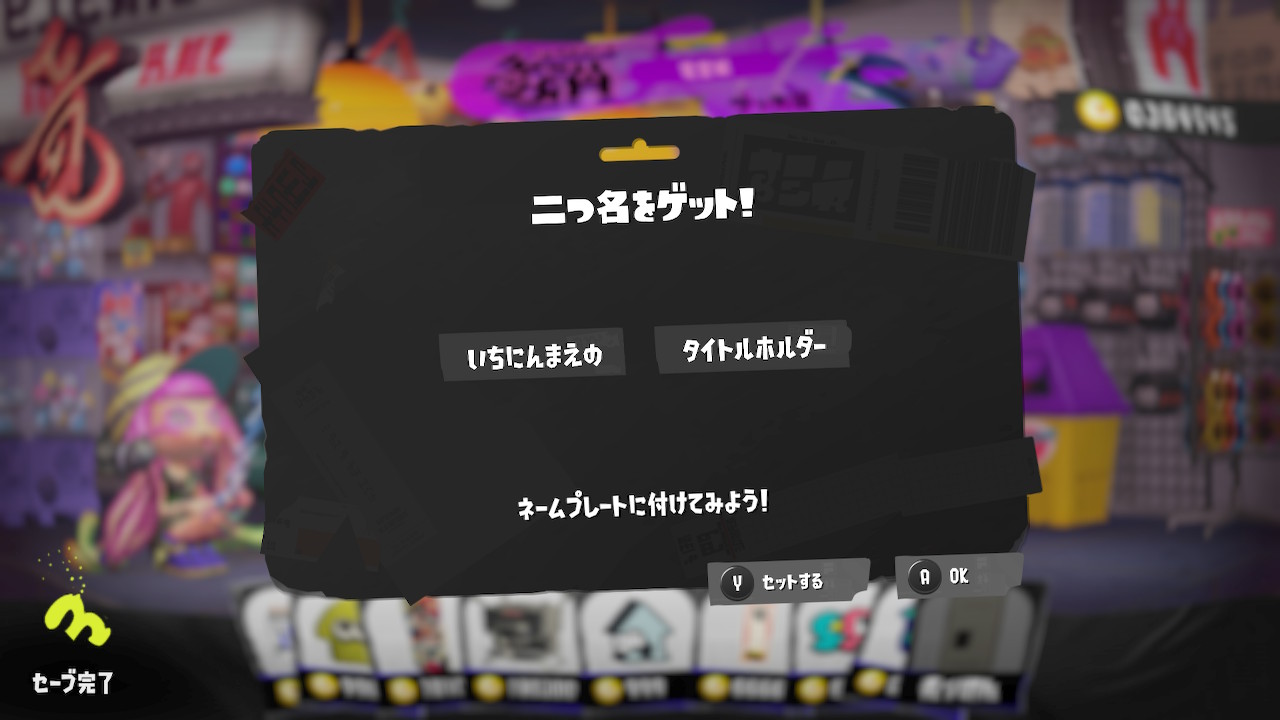 二つ名をゲット!
いちにんまえの
タイトルホルダー
ネームプレートに付けてみよう!
Y セットする
A OK
セーブ完了